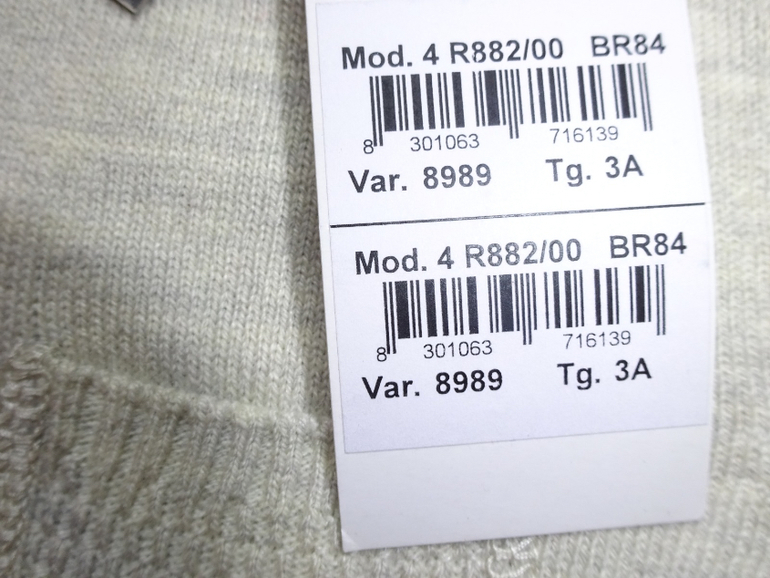 Mod. 4 R882/00 BR84
8 301063 716139
Var. 8989 Tg. 3A
Mod. 4 R882/00 BR84
8 301063 716139
Var. 8989 Tg. 3A